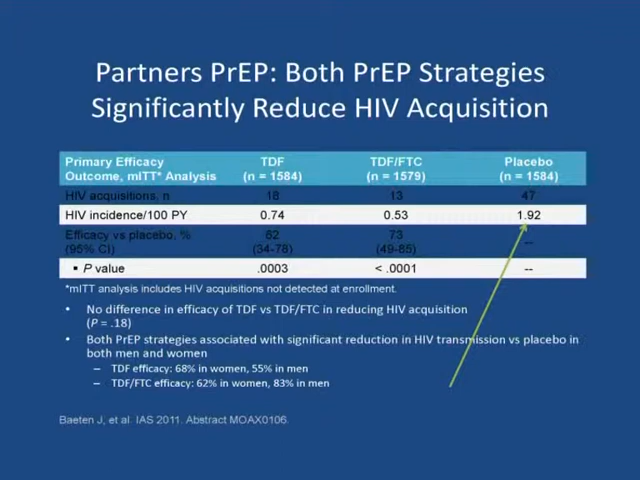 Partners PrEP: Both PrEP Strategies
Significantly Reduce HIV Acquisition
Primary Efficacy Outcome, mITT* Analysis TDF (n = 1584) TDF/FTC (n = 1579) Placebo (n = 1584)
HIV acquisitions, n 18 13 47
HIV incidence/100 PY 0.74 0.53 1.92
Efficacy vs placebo, % (95% CI) 62 (34-78) 73 (49-85) --
▪ P value .0003 < .0001 --
*mITT analysis includes HIV acquisitions not detected at enrollment.
• No difference in efficacy of TDF vs TDF/FTC in reducing HIV acquisition
(P = .18)
• Both PrEP strategies associated with significant reduction in HIV transmission vs placebo in
both men and women
– TDF efficacy: 68% in women, 55% in men
– TDF/FTC efficacy: 62% in women, 83% in men
Baeten J, et al. IAS 2011. Abstract MOAX0106.